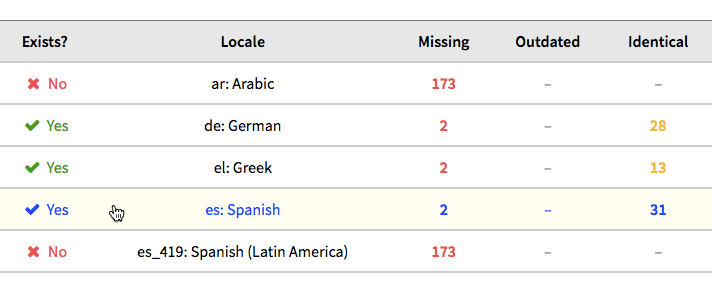 Exists? Locale Missing Outdated Identical
✖ No ar: Arabic 173 – –
✔ Yes de: German 2 – 28
✔ Yes el: Greek 2 – 13
✔ Yes es: Spanish 2 – 31
✖ No es_419: Spanish (Latin America) 173 – –